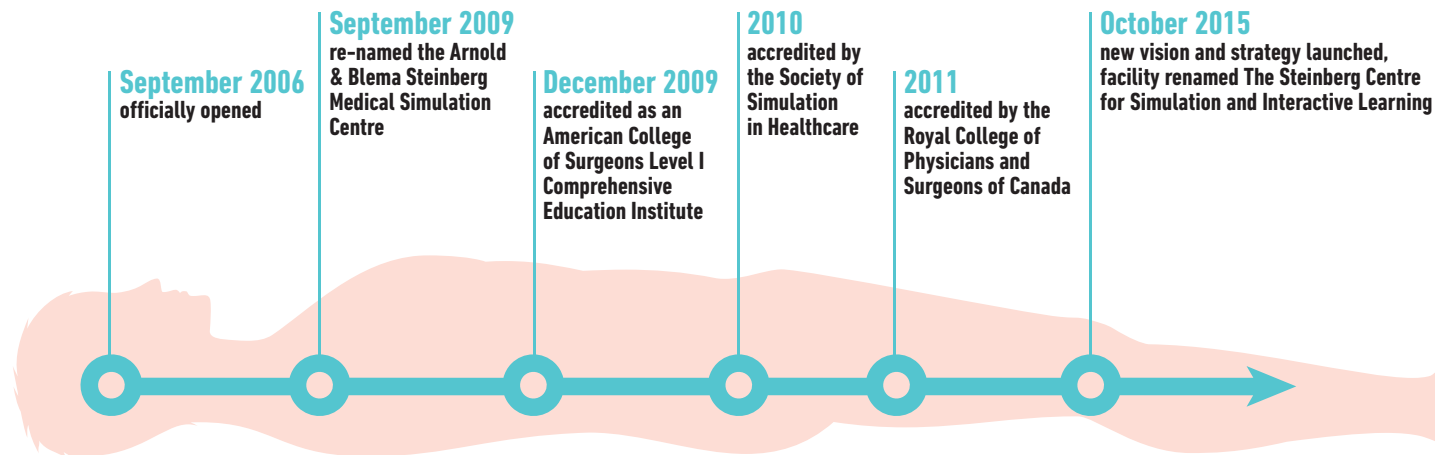 September 2006
officially opened
September 2009
re-named the Arnold
& Blema Steinberg
Medical Simulation
Centre
December 2009
accredited as an
American College
of Surgeons Level I
Comprehensive
Education Institute
2010
accredited by
the Society of
Simulation
in Healthcare
2011
accredited by the
Royal College of
Physicians and
Surgeons of Canada
October 2015
new vision and strategy launched,
facility renamed The Steinberg Centre
for Simulation and Interactive Learning